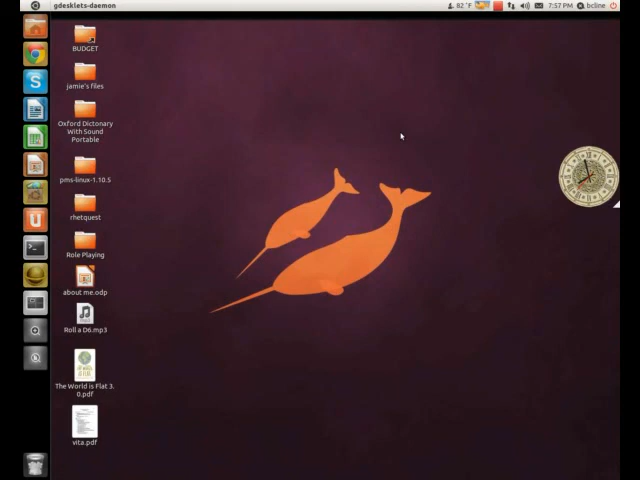 gdesklets-daemon
82 °F
7:57 PM
bcline
BUDGET
jamie's files
Oxford Dictonary
With Sound
Portable
pms-linux-1.10.5
rhetquest
Role Playing
about me.odp
Roll a D6.mp3
The World is Flat 3.
0.pdf
vita.pdf